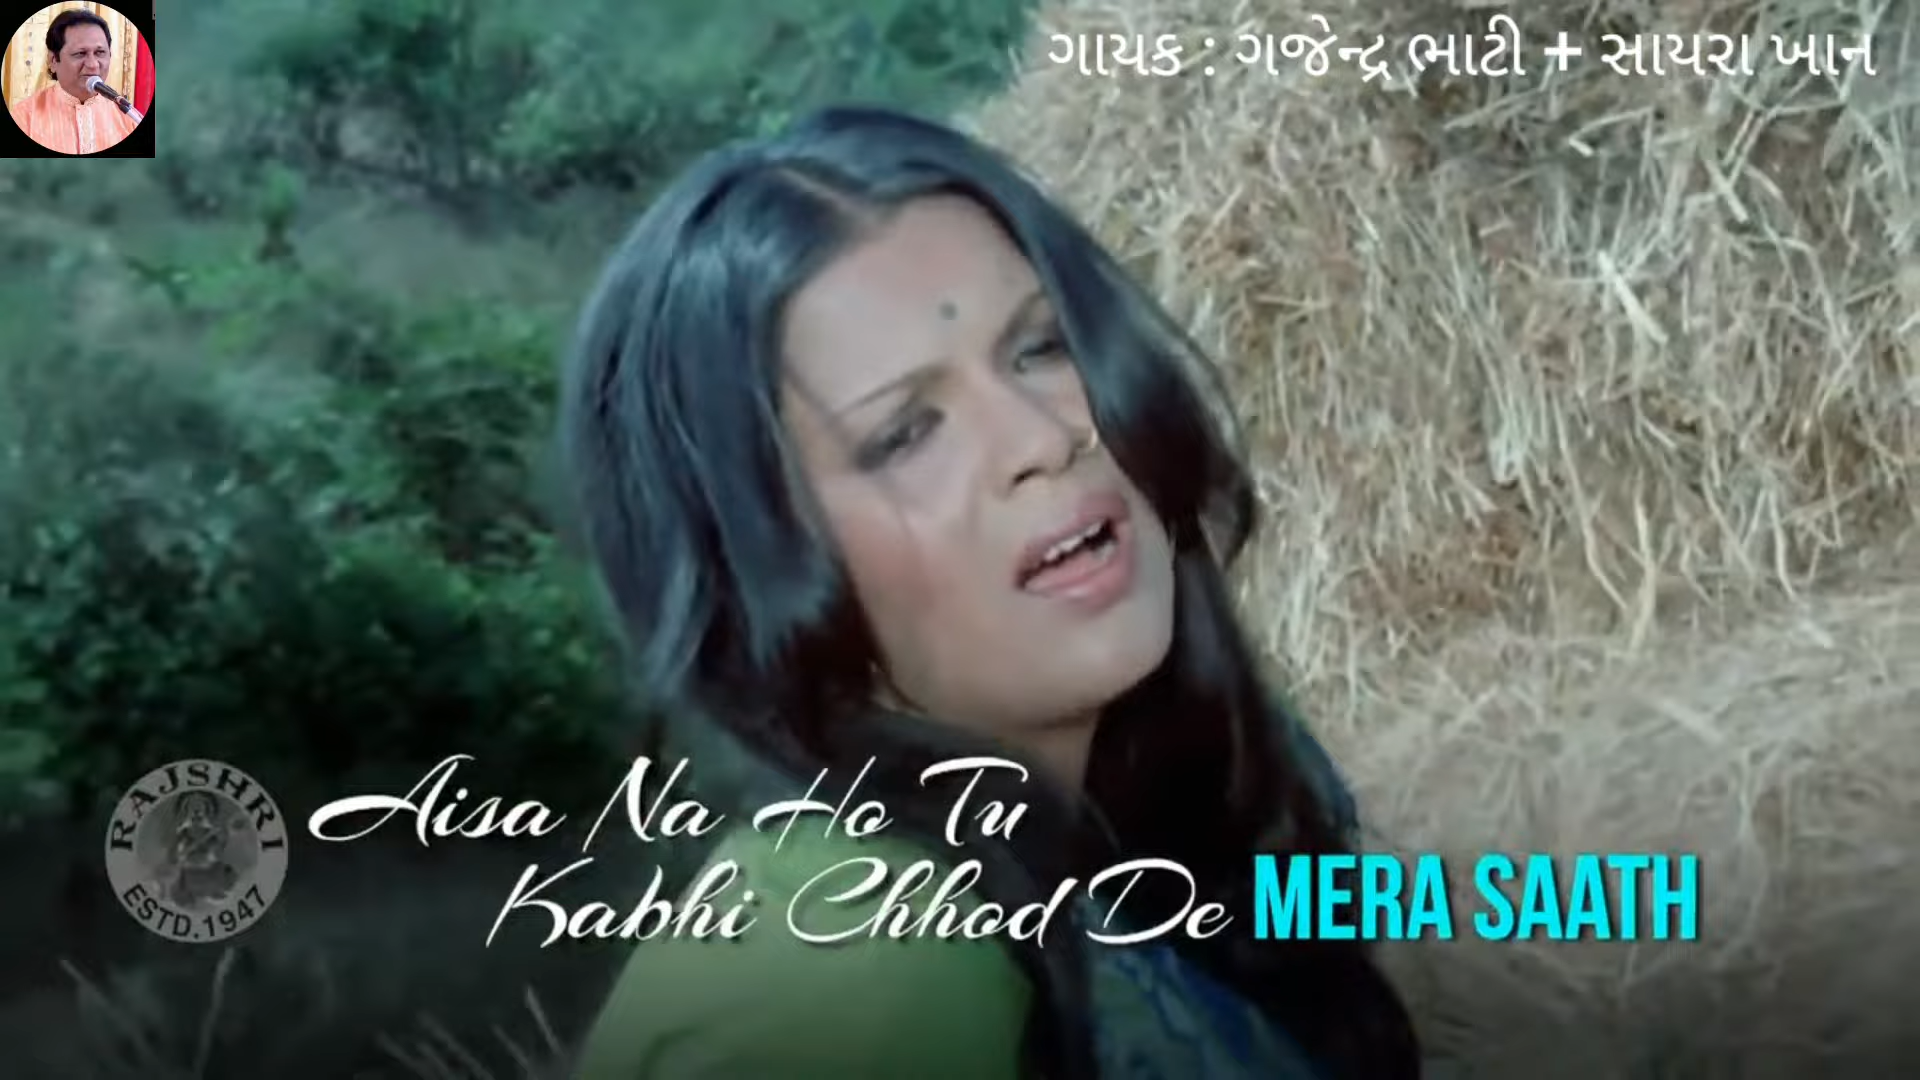 ગાયક : ગજેન્દ્ર ભાટી + સાયરા ખાન
Aisa Na Ho Tu
Kabhi Chhod De MERA SAATH
RAJSHRI
ESTD.1947